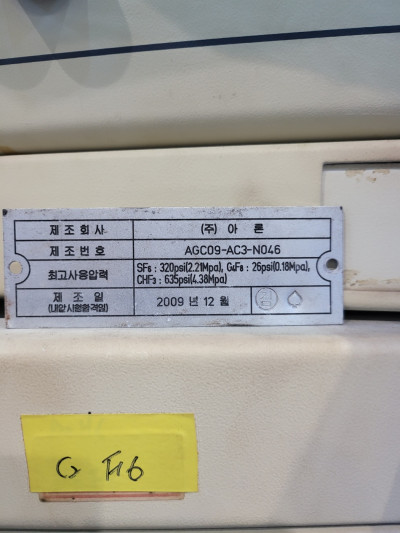 제조회사 (주) 아론
제조번호 AGC09-AC3-N046
최고사용압력 SF₆ : 320psi(2.21Mpa), C₄F₈ : 26psi(0.18Mpa),
CHF₃ : 635psi(4.38Mpa)
제조일 2009 년 12 월
(내압시험합격일)